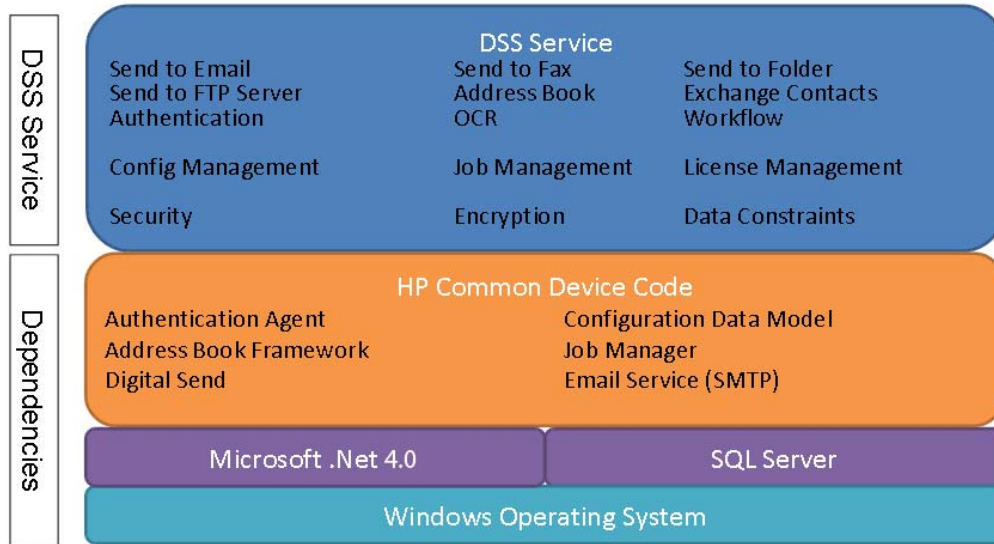 DSS Service
DSS Service
Send to Email Send to Fax Send to Folder
Send to FTP Server Address Book Exchange Contacts
Authentication OCR Workflow
Config Management Job Management License Management
Security Encryption Data Constraints
Dependencies
HP Common Device Code
Authentication Agent Configuration Data Model
Address Book Framework Job Manager
Digital Send Email Service (SMTP)
Microsoft .Net 4.0 SQL Server
Windows Operating System